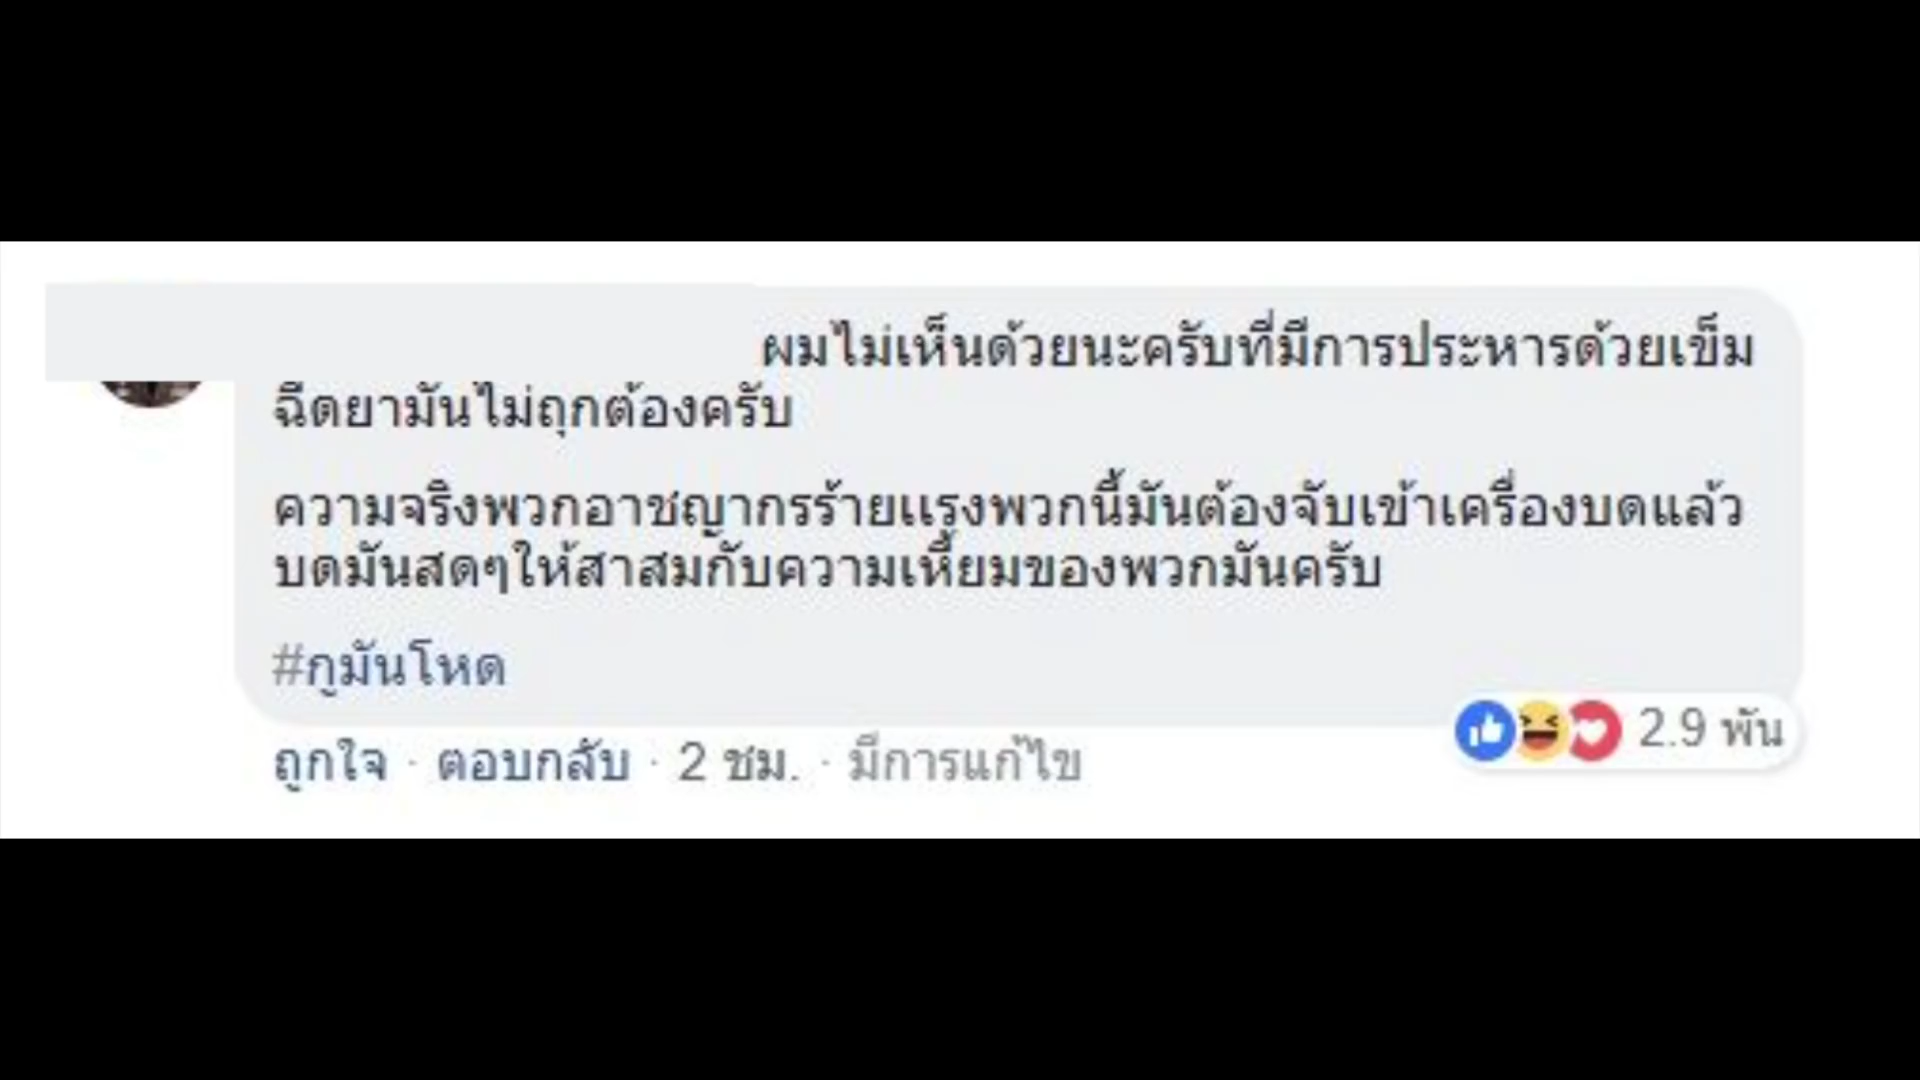 ผมไม่เห็นด้วยนะครับที่มีการประหารด้วยเข็ม
ฉีดยามันไม่ถูกต้องครับ
ความจริงพวกอาชญากรร้ายแรงพวกนี้มันต้องจับเข้าเครื่องบดแล้ว
บดมันสดๆให้สาสมกับความเหี้ยมของพวกมันครับ
#กูมันโหด
2.9 พัน
ถูกใจ · ตอบกลับ · 2 ชม. · มีการแก้ไข